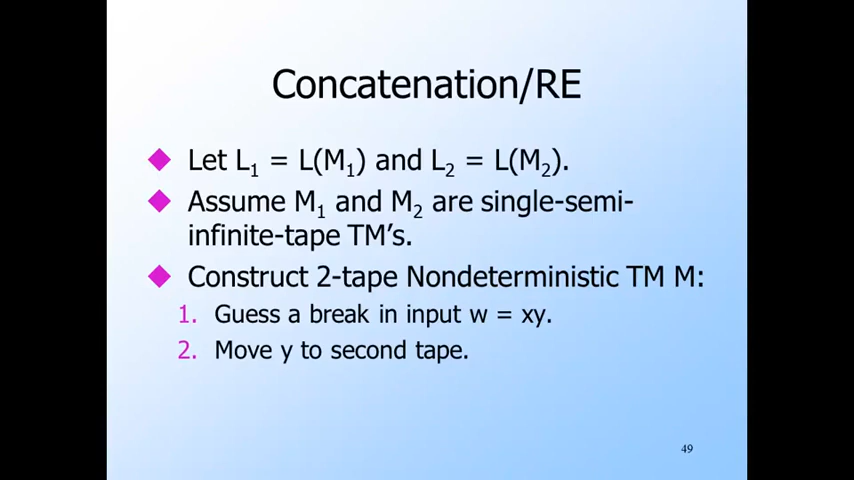 Concatenation/RE
Let L₁ = L(M₁) and L₂ = L(M₂).
Assume M₁ and M₂ are single-semi-
infinite-tape TM’s.
Construct 2-tape Nondeterministic TM M:
1. Guess a break in input w = xy.
2. Move y to second tape.
49